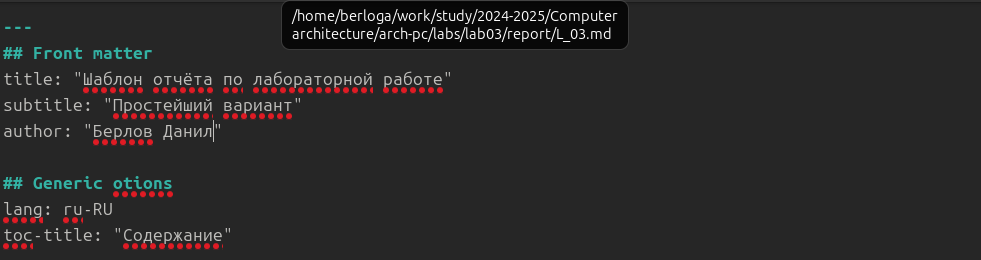 /home/berloga/work/study/2024-2025/Computer
architecture/arch-pc/labs/lab03/report/L_03.md
---
## Front matter
title: "Шаблон отчёта по лабораторной работе"
subtitle: "Простейший вариант"
author: "Берлов Данил"
## Generic otions
lang: ru-RU
toc-title: "Содержание"